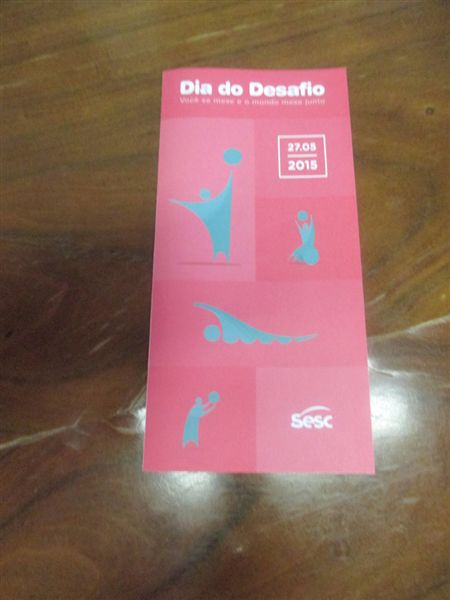 Dia do Desafio
Você se mexe e o mundo mexe junto
27.05
2015
Sesc